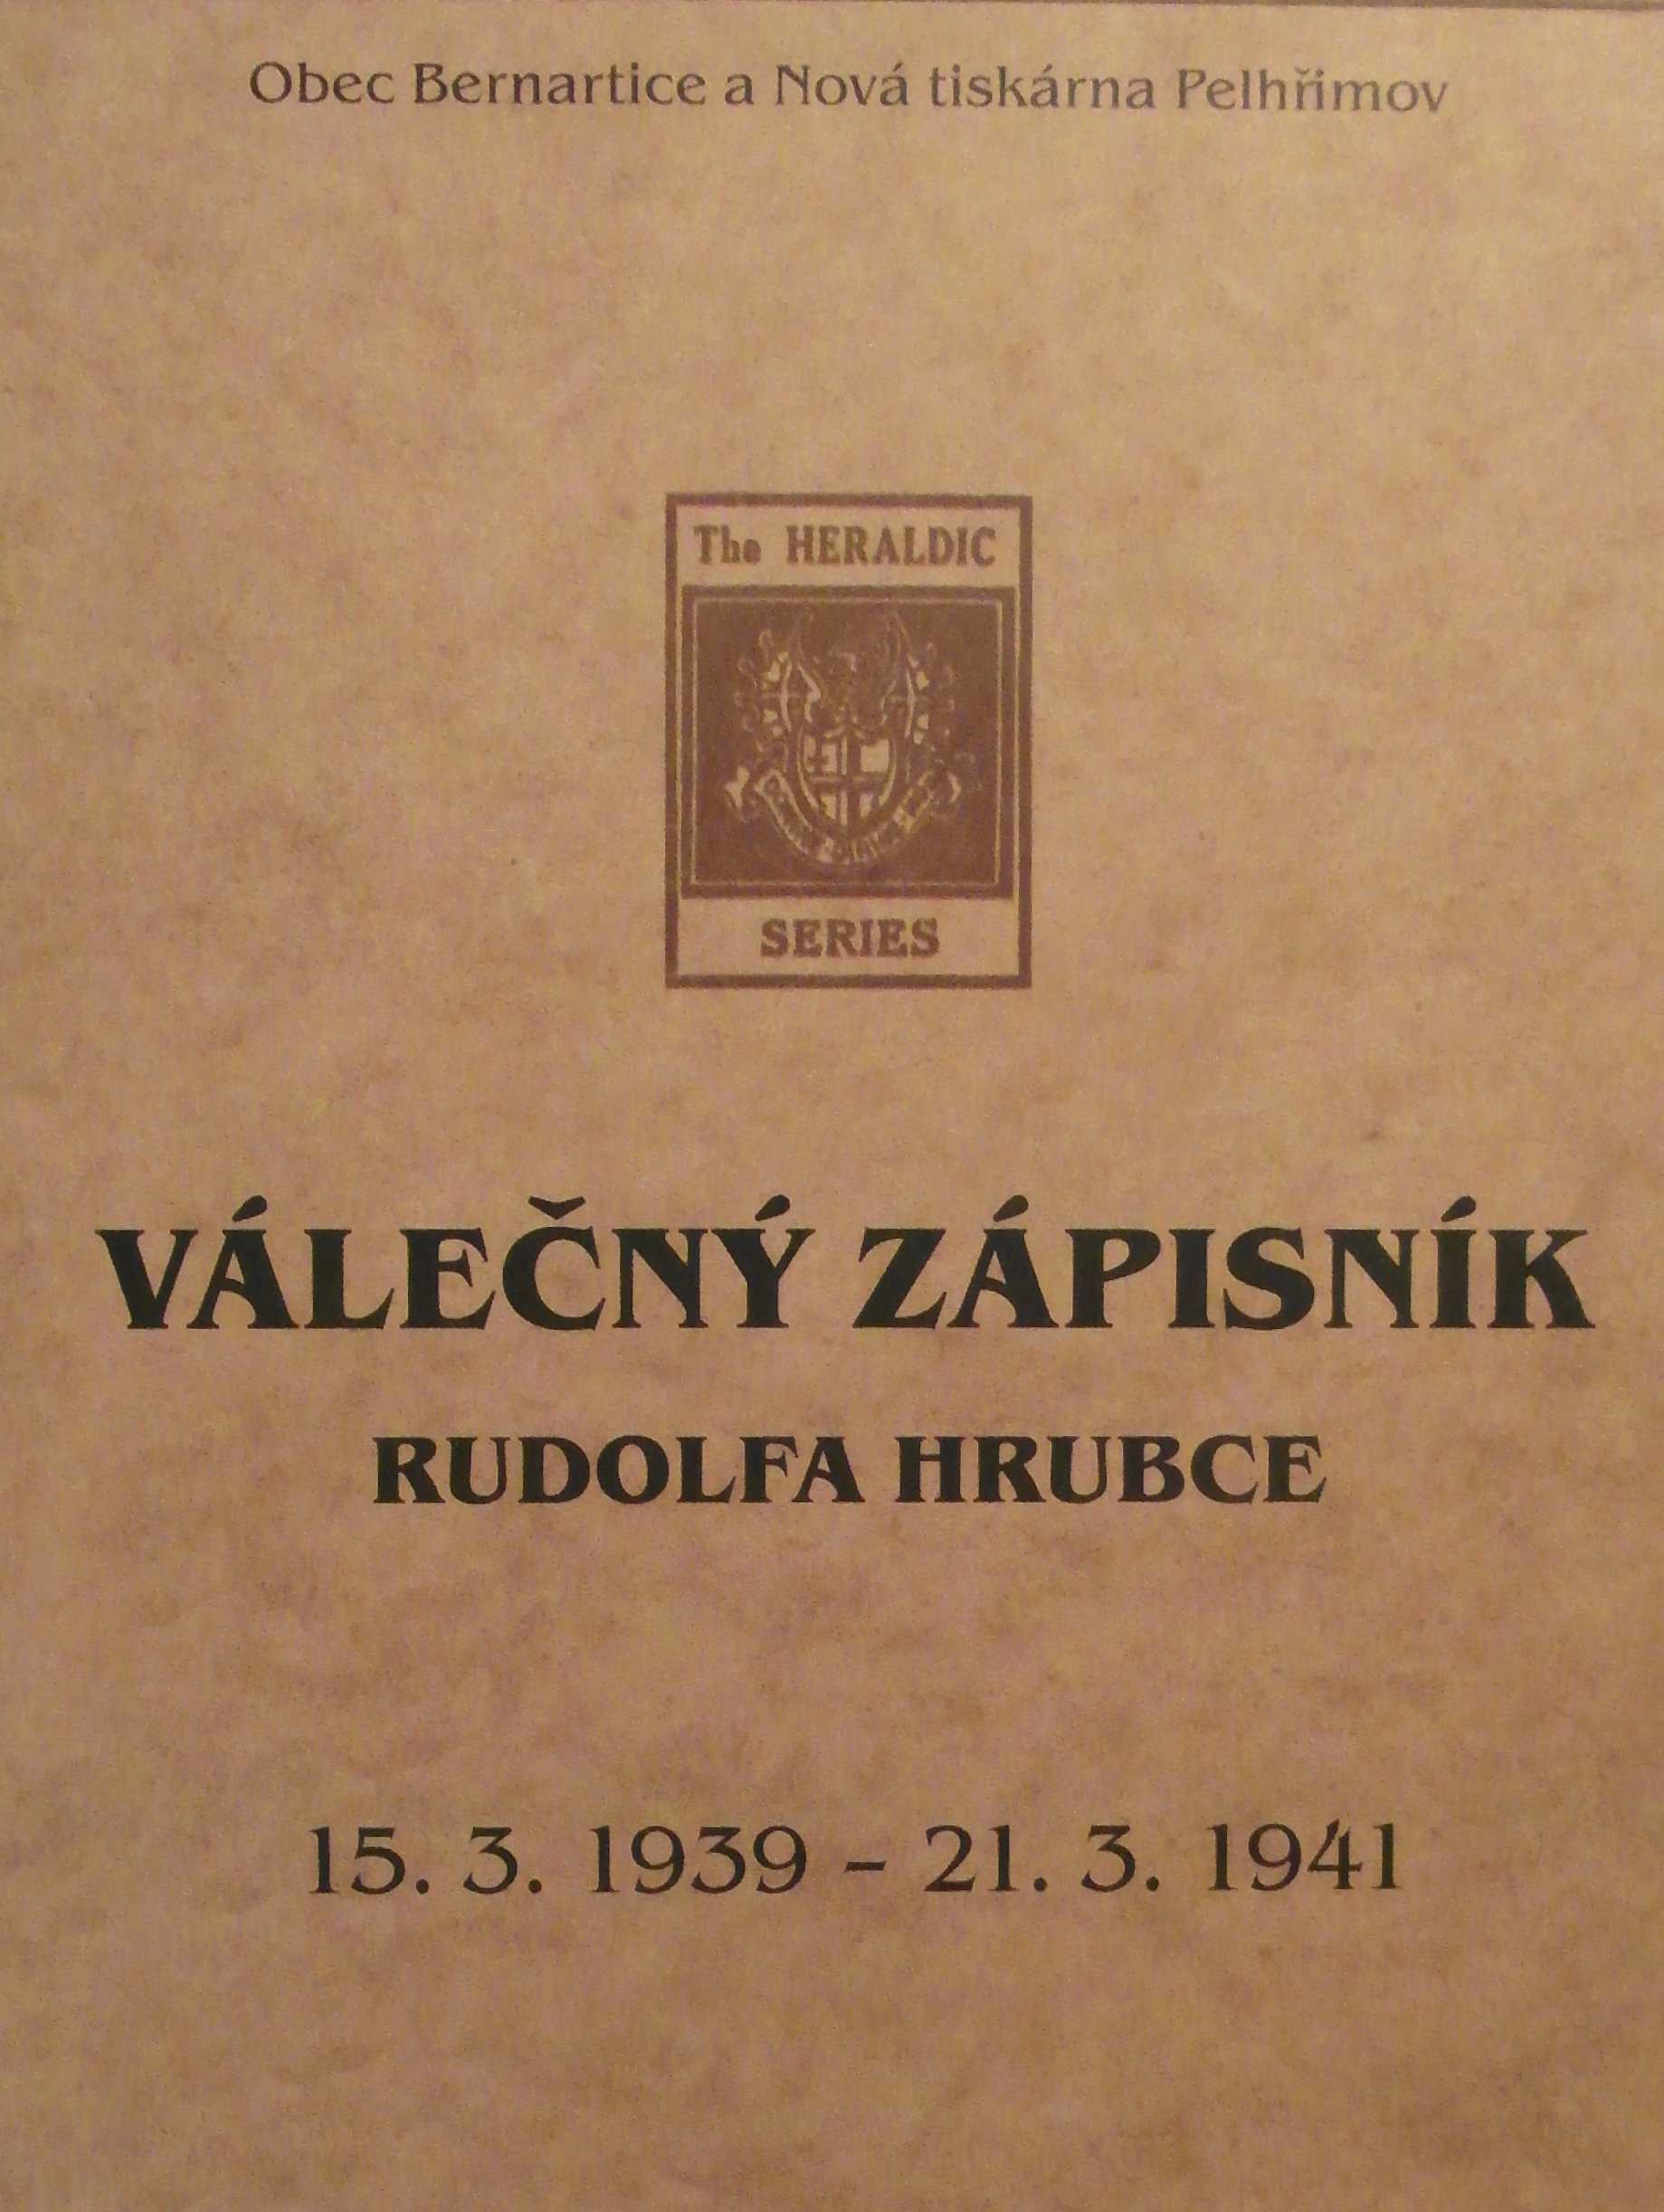 Obec Bernartice a Nová tiskárna Pelhřimov
The HERALDIC
SERIES
VÁLEČNÝ ZÁPISNÍK
RUDOLFA HRUBCE
15. 3. 1939 – 21. 3. 1941